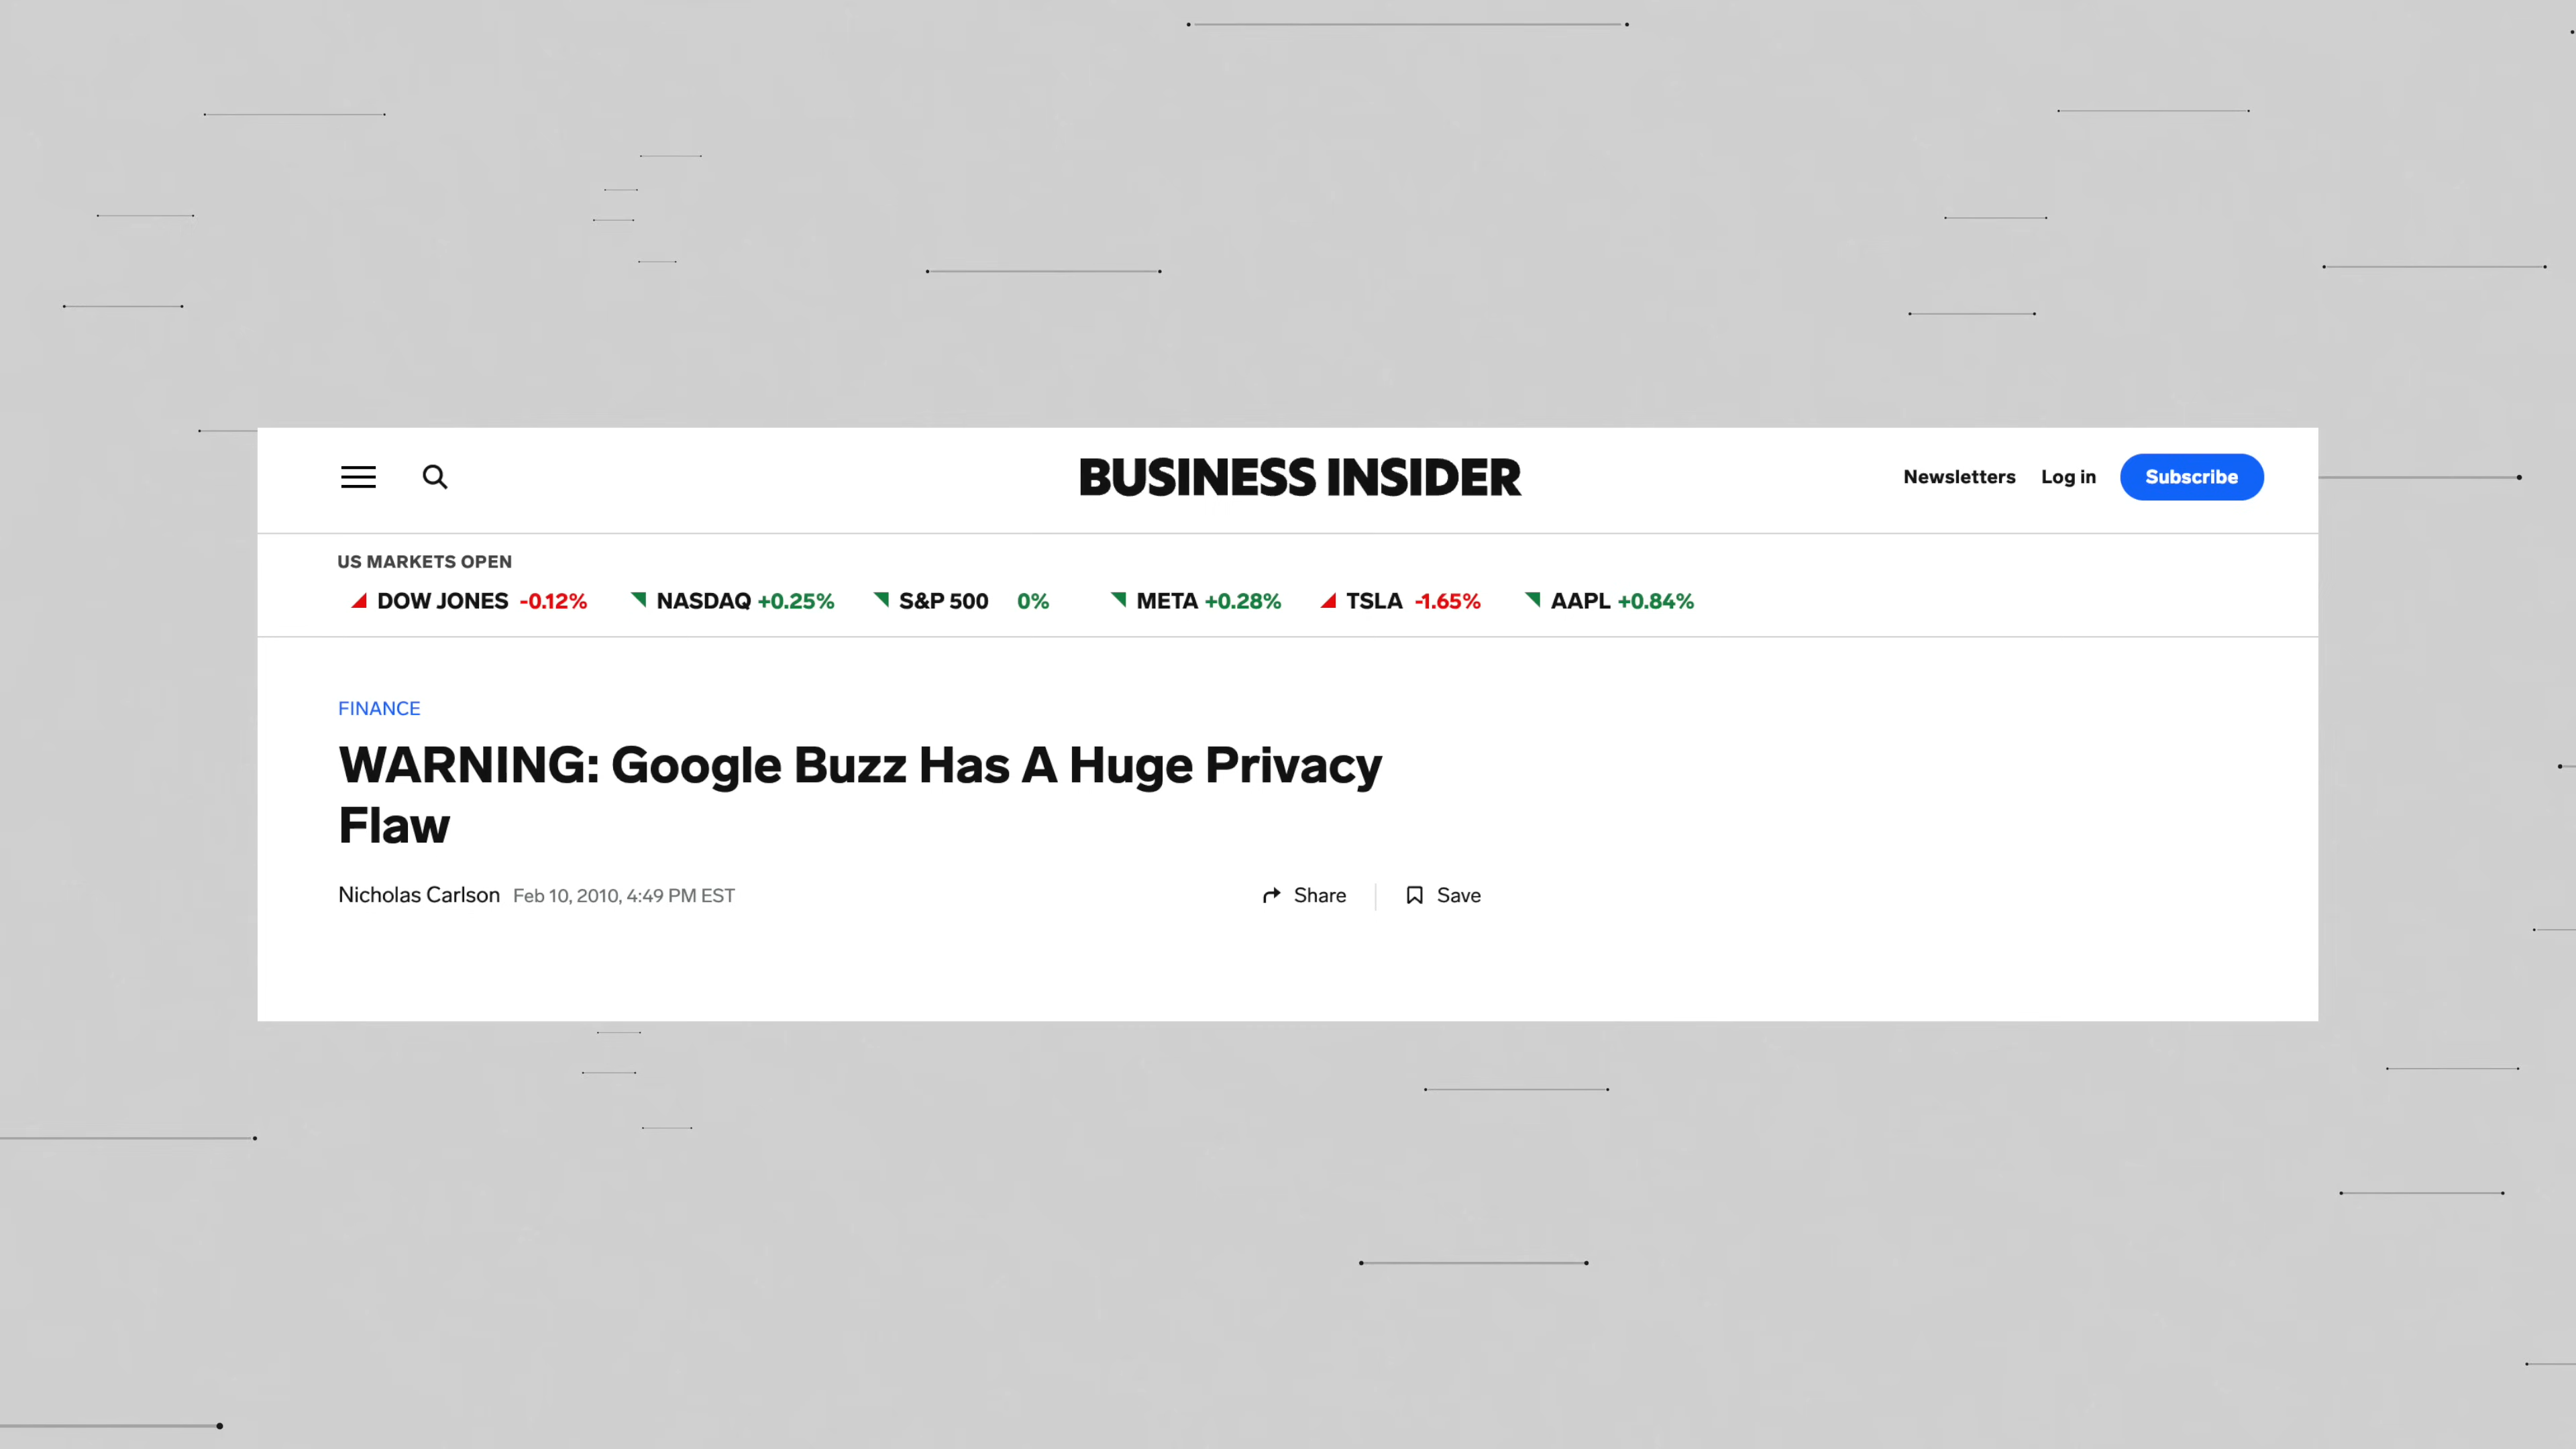 BUSINESS INSIDER
Newsletters Log in Subscribe
US MARKETS OPEN
DOW JONES -0.12% NASDAQ +0.25% S&P 500 0% META +0.28% TSLA -1.65% AAPL +0.84%
FINANCE
WARNING: Google Buzz Has A Huge Privacy
Flaw
Nicholas Carlson Feb 10, 2010, 4:49 PM EST Share Save